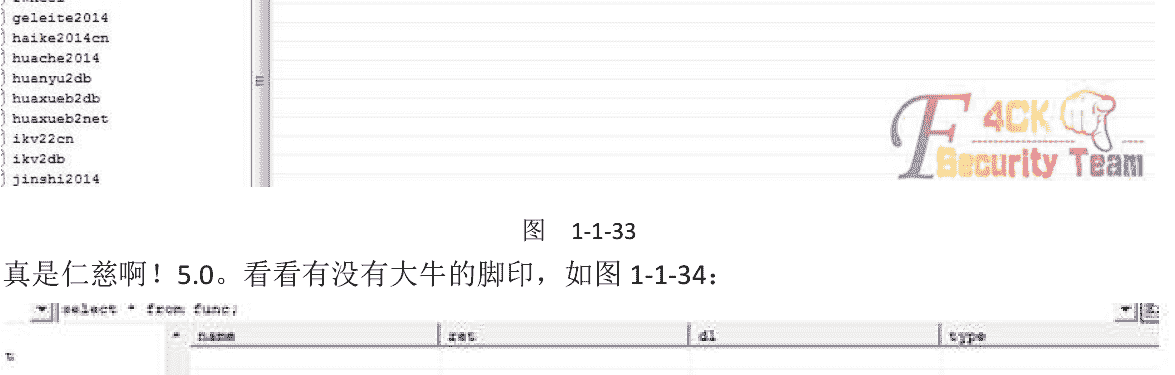 geleite2014
haike2014cn
huache2014
huanyu2db
huaxueb2db
huaxueb2net
ikv22cn
ikv2db
jinshi2014
F 4CK
Security Team
图 1-1-33
真是仁慈啊！5.0。看看有没有大牛的脚印，如图 1-1-34：
select * from func;
name ret dl type